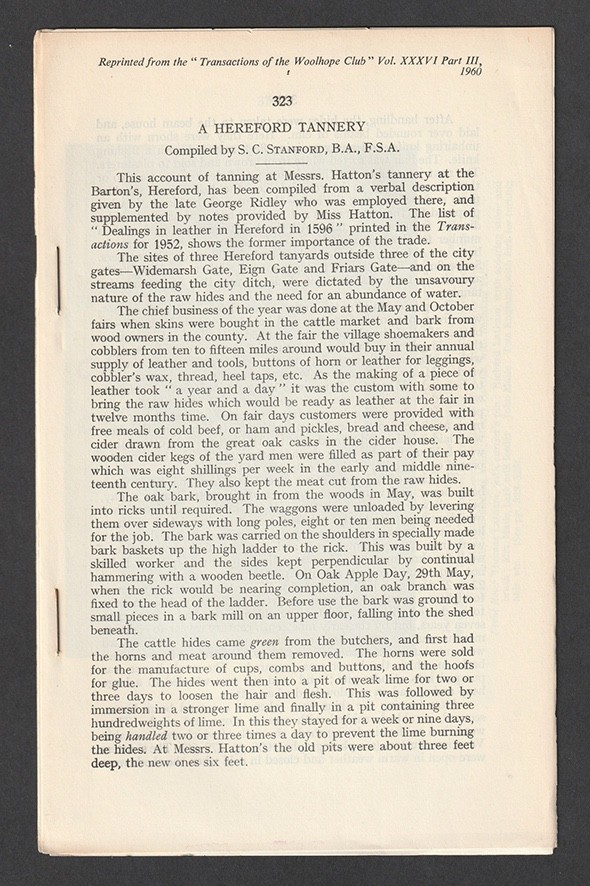 Reprinted from the " Transactions of the Woolhope Club " Vol. XXXVI Part III,
1960
323
A HEREFORD TANNERY
Compiled by S. C. STANFORD, B.A., F.S.A.
This account of tanning at Messrs. Hatton's tannery at the
Barton's, Hereford, has been compiled from a verbal description
given by the late George Ridley who was employed there, and
supplemented by notes provided by Miss Hatton. The list of
" Dealings in leather in Hereford in 1596 " printed in the Trans-
actions for 1952, shows the former importance of the trade.
The sites of three Hereford tanyards outside three of the city
gates—Widemarsh Gate, Eign Gate and Friars Gate—and on the
streams feeding the city ditch, were dictated by the unsavoury
nature of the raw hides and the need for an abundance of water.
The chief business of the year was done at the May and October
fairs when skins were bought in the cattle market and bark from
wood owners in the county. At the fair the village shoemakers and
cobblers from ten to fifteen miles around would buy in their annual
supply of leather and tools, buttons of horn or leather for leggings,
cobbler's wax, thread, heel taps, etc. As the making of a piece of
leather took " a year and a day " it was the custom with some to
bring the raw hides which would be ready as leather at the fair in
twelve months time. On fair days customers were provided with
free meals of cold beef, or ham and pickles, bread and cheese, and
cider drawn from the great oak casks in the cider house. The
wooden cider kegs of the yard men were filled as part of their pay
which was eight shillings per week in the early and middle nine-
teenth century. They also kept the meat cut from the raw hides.
The oak bark, brought in from the woods in May, was built
into ricks until required. The waggons were unloaded by levering
them over sideways with long poles, eight or ten men being needed
for the job. The bark was carried on the shoulders in specially made
bark baskets up the high ladder to the rick. This was built by a
skilled worker and the sides kept perpendicular by continual
hammering with a wooden beetle. On Oak Apple Day, 29th May,
when the rick would be nearing completion, an oak branch was
fixed to the head of the ladder. Before use the bark was ground to
small pieces in a bark mill on an upper floor, falling into the shed
beneath.
The cattle hides came green from the butchers, and first had
the horns and meat around them removed. The horns were sold
for the manufacture of cups, combs and buttons, and the hoofs
for glue. The hides went then into a pit of weak lime for two or
three days to loosen the hair and flesh. This was followed by
immersion in a stronger lime and finally in a pit containing three
hundredweights of lime. In this they stayed for a week or nine days,
being handled two or three times a day to prevent the lime burning
the hides. At Messrs. Hatton's the old pits were about three feet
deep, the new ones six feet.